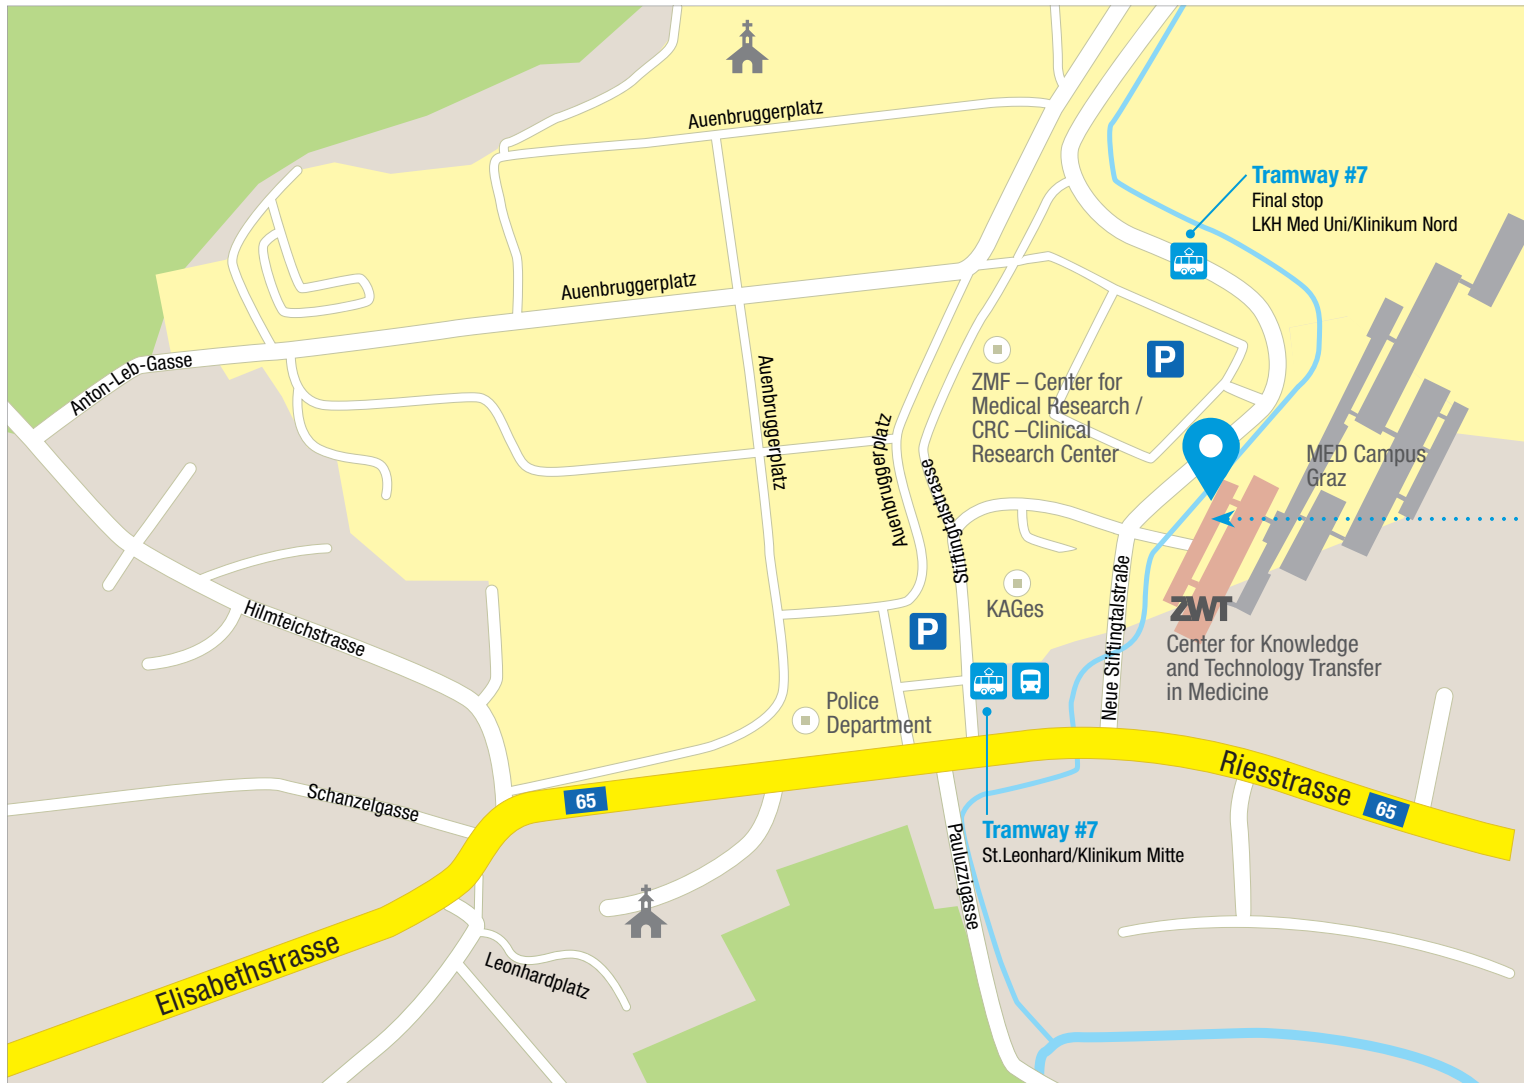 Auenbruggerplatz
Tramway #7
Final stop
LKH Med Uni/Klinikum Nord
Auenbruggerplatz
Anton-Leb-Gasse
Auenbruggerplatz
P
ZMF – Center for
Medical Research /
CRC –Clinical
Research Center
Auenbruggerplatz
Stiftingtalstrasse
MED Campus
Graz
Hilmteichstrasse
KAGes
P
Neue Stiftingtalstraße
ZWT
Center for Knowledge
and Technology Transfer
in Medicine
Police
Department
Riesstrasse
65
65
Schanzelgasse
Tramway #7
St.Leonhard/Klinikum Mitte
Pauluzzigasse
Elisabethstrasse
Leonhardplatz